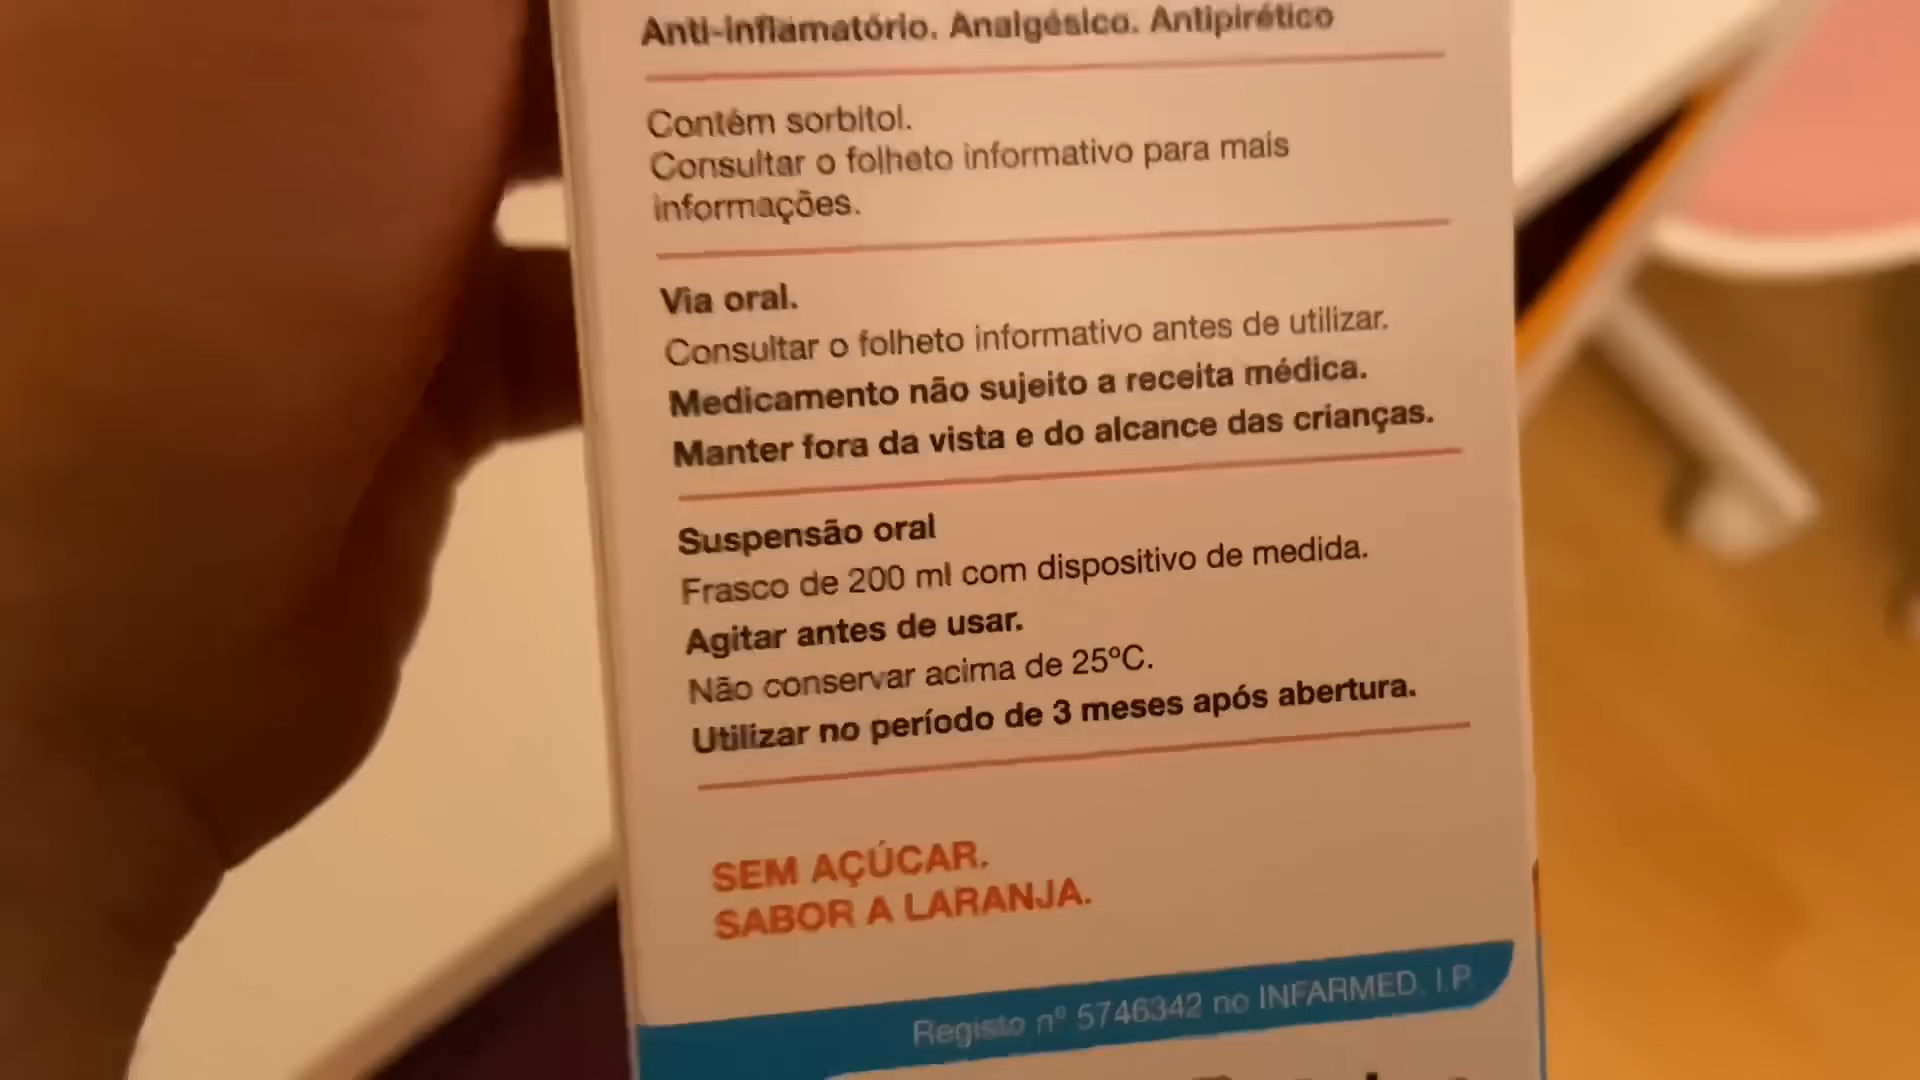 Anti-inflamatório. Analgésico. Antipirético
Contém sorbitol.
Consultar o folheto informativo para mais
informações.
Via oral.
Consultar o folheto informativo antes de utilizar.
Medicamento não sujeito a receita médica.
Manter fora da vista e do alcance das crianças.
Suspensão oral
Frasco de 200 ml com dispositivo de medida.
Agitar antes de usar.
Não conservar acima de 25ºC.
Utilizar no período de 3 meses após abertura.
SEM AÇÚCAR.
SABOR A LARANJA.
Registo nº 5746342 no INFARMED, I.P.